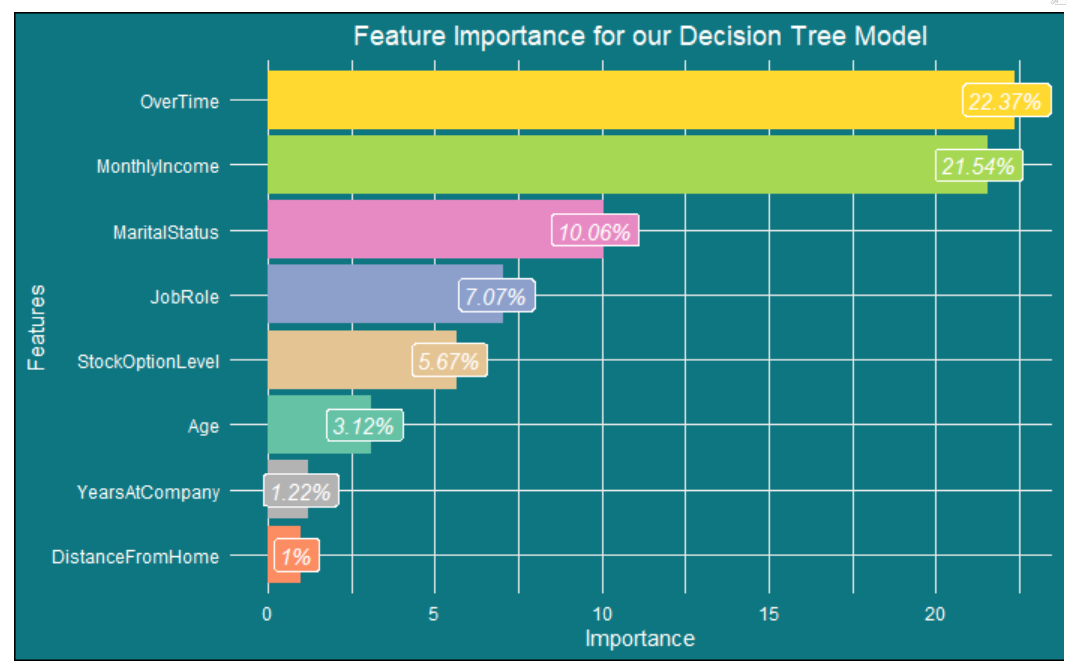 Feature Importance for our Decision Tree Model
Features
OverTime 22.37%
MonthlyIncome 21.54%
MaritalStatus 10.06%
JobRole 7.07%
StockOptionLevel 5.67%
Age 3.12%
YearsAtCompany 1.22%
DistanceFromHome 1%
0 5 10 15 20
Importance